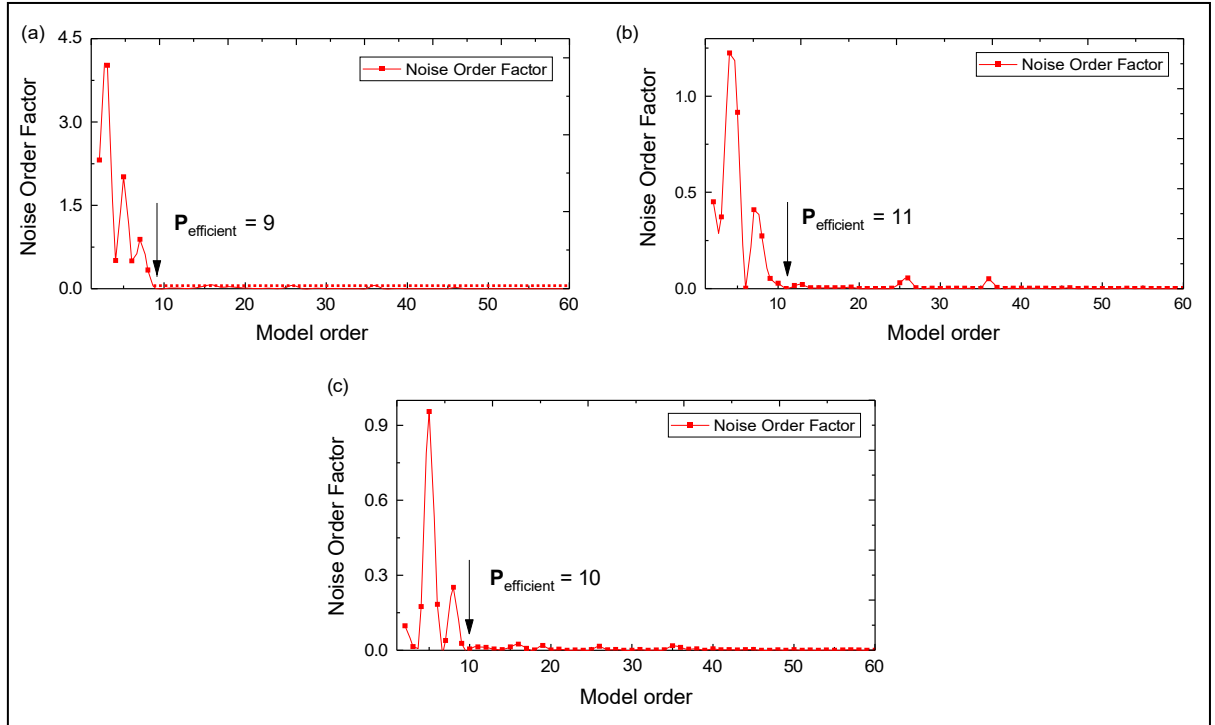 (a)
4.5
3.0
1.5
0.0
Noise Order Factor
Noise Order Factor
P efficient = 9
10 20 30 40 50 60
Model order
(b)
1.0
0.5
0.0
Noise Order Factor
Noise Order Factor
P efficient = 11
10 20 30 40 50 60
Model order
(c)
0.9
0.6
0.3
0.0
Noise Order Factor
Noise Order Factor
P efficient = 10
10 20 30 40 50 60
Model order